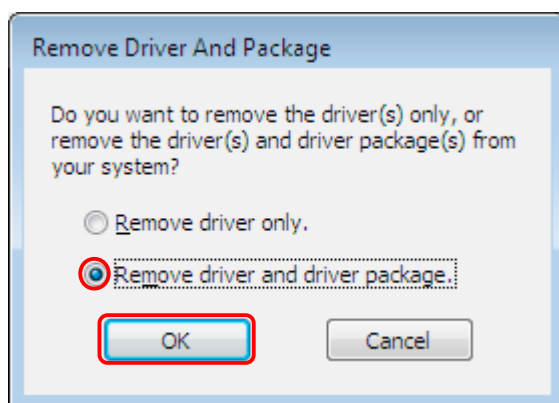 Remove Driver And Package
Do you want to remove the driver(s) only, or
remove the driver(s) and driver package(s) from
your system?
Remove driver only.
Remove driver and driver package.
OK Cancel